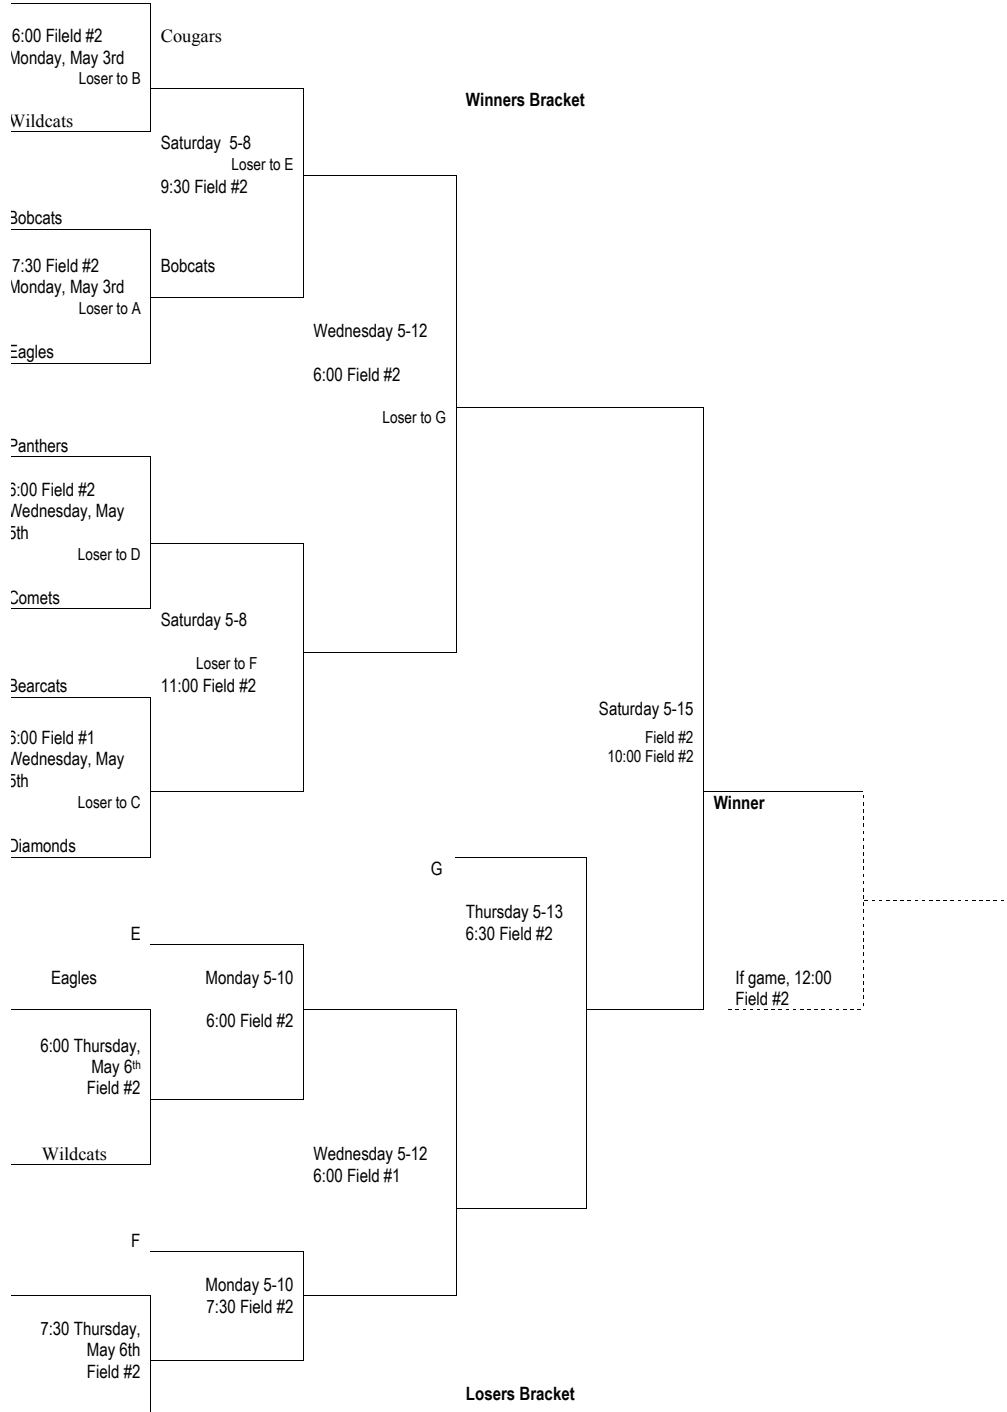 6:00 Fileld #2
Cougars
Monday, May 3rd
Loser to B
Winners Bracket
Wildcats
Saturday 5-8
Loser to E
9:30 Field #2
Bobcats
7:30 Field #2
Bobcats
Monday, May 3rd
Loser to A
Wednesday 5-12
Eagles
6:00 Field #2
Loser to G
Panthers
6:00 Field #2
Wednesday, May
5th
Loser to D
Comets
Saturday 5-8
Loser to F
Bearcats
11:00 Field #2
Saturday 5-15
6:00 Field #1
Field #2
Wednesday, May
10:00 Field #2
5th
Loser to C
Winner
Diamonds
G
Thursday 5-13
6:30 Field #2
E
Eagles
Monday 5-10
If game, 12:00
Field #2
6:00 Field #2
6:00 Thursday,
May 6th
Field #2
Wildcats
Wednesday 5-12
6:00 Field #1
F
Monday 5-10
7:30 Field #2
7:30 Thursday,
May 6th
Field #2
Losers Bracket